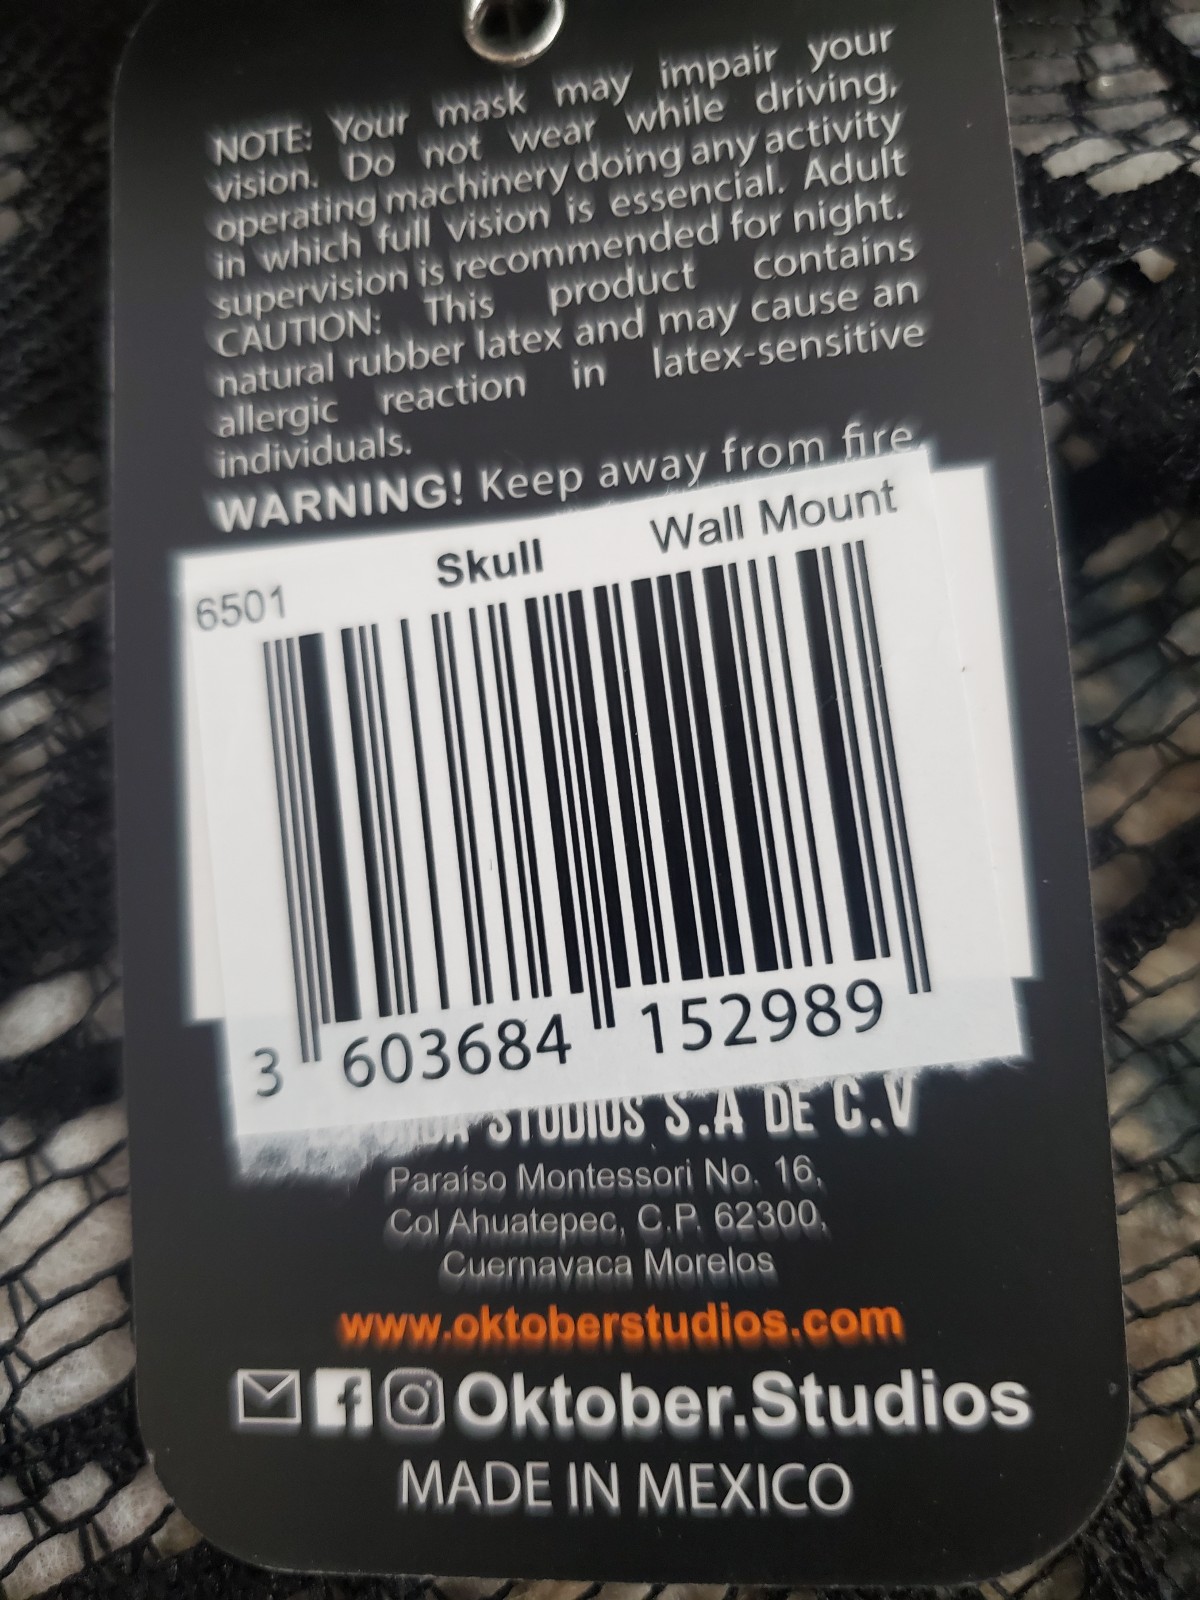 NOTE: Your mask may impair your
vision. Do not wear while driving,
operating machinery doing any activity
in which full vision is essencial. Adult
supervision is recommended for night.
CAUTION: This product contains
natural rubber latex and may cause an
allergic reaction in latex-sensitive
individuals.
WARNING! Keep away from fire.
6501 Skull Wall Mount
3 603684 152989
STUDIOS S.A DE C.V
Paraíso Montessori No. 16,
Col Ahuatepec, C.P. 62300,
Cuernavaca Morelos
www.oktoberstudios.com
Oktober.Studios
MADE IN MEXICO